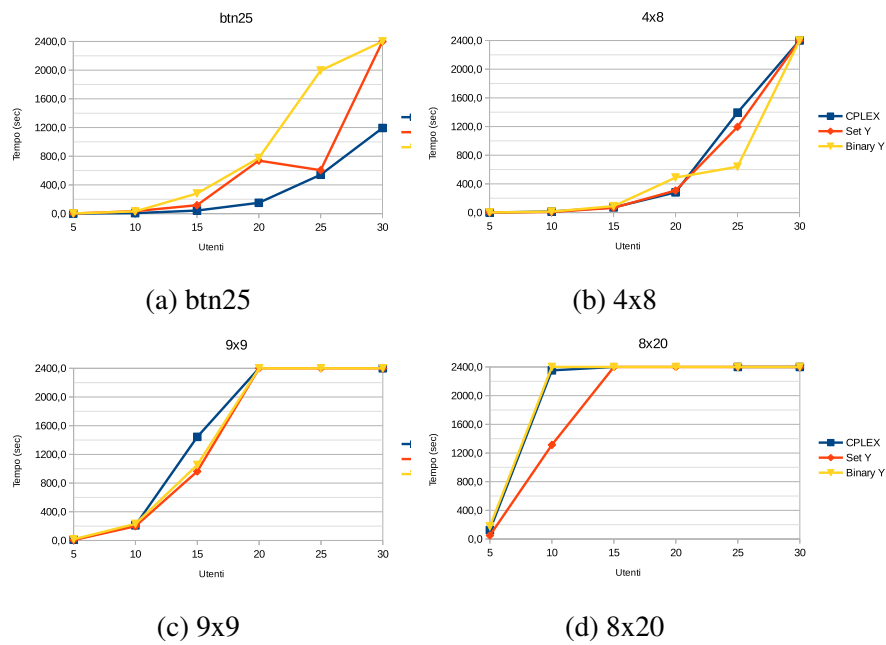 btn25
2400,0
2000,0
1600,0
1200,0
800,0
400,0
0,0
Tempo (sec)
5 10 15 20 25 30
Utenti
(a) btn25
4x8
2400,0
2000,0
1600,0
1200,0
800,0
400,0
0,0
Tempo (sec)
5 10 15 20 25 30
Utenti
CPLEX
Set Y
Binary Y
(b) 4x8
9x9
2400,0
2000,0
1600,0
1200,0
800,0
400,0
0,0
Tempo (sec)
5 10 15 20 25 30
Utenti
(c) 9x9
8x20
2400,0
2000,0
1600,0
1200,0
800,0
400,0
0,0
Tempo (sec)
5 10 15 20 25 30
Utenti
CPLEX
Set Y
Binary Y
(d) 8x20